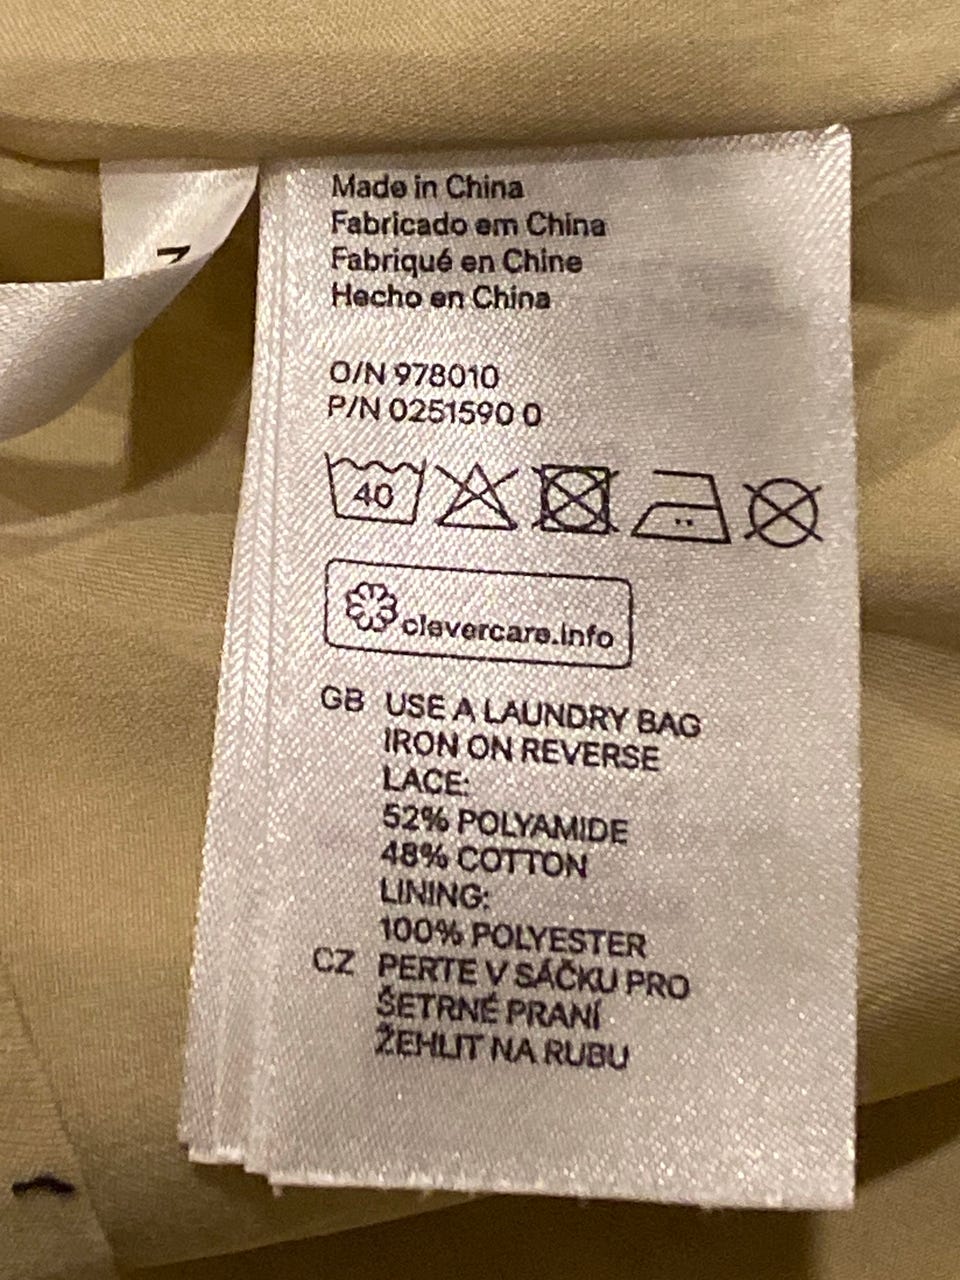 Made in China
Fabricado em China
Fabriqué en Chine
Hecho en China
O/N 978010
P/N 0251590 0
40
clevercare.info
GB USE A LAUNDRY BAG
IRON ON REVERSE
LACE:
52% POLYAMIDE
48% COTTON
LINING:
100% POLYESTER
CZ PERTE V SÁČKU PRO
ŠETRNÉ PRANÍ
ŽEHLIT NA RUBU